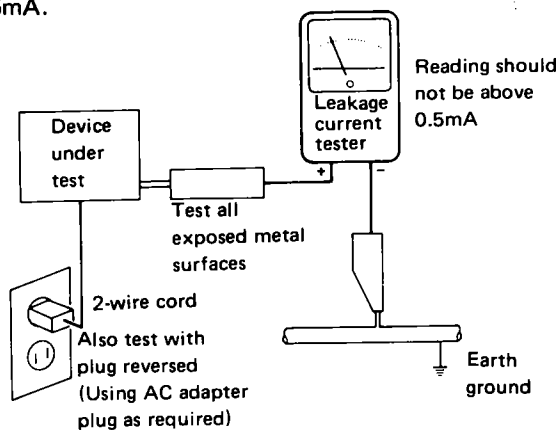 mA.
Reading should
not be above
0.5mA
Leakage
current
tester
+ −
Device
under
test
Test all
exposed metal
surfaces
2-wire cord
Also test with
plug reversed
(Using AC adapter
plug as required)
Earth
ground